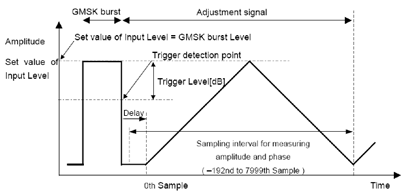 GMSK burst
Adjustment signal
Amplitude
Set value of Input Level = GMSK burst Level
Set value of
Input Level
Trigger detection point
Trigger Level[dB]
Delay
Sampling interval for measuring
amplitude and phase
( −192nd to 7999th Sample )
0th Sample
Time